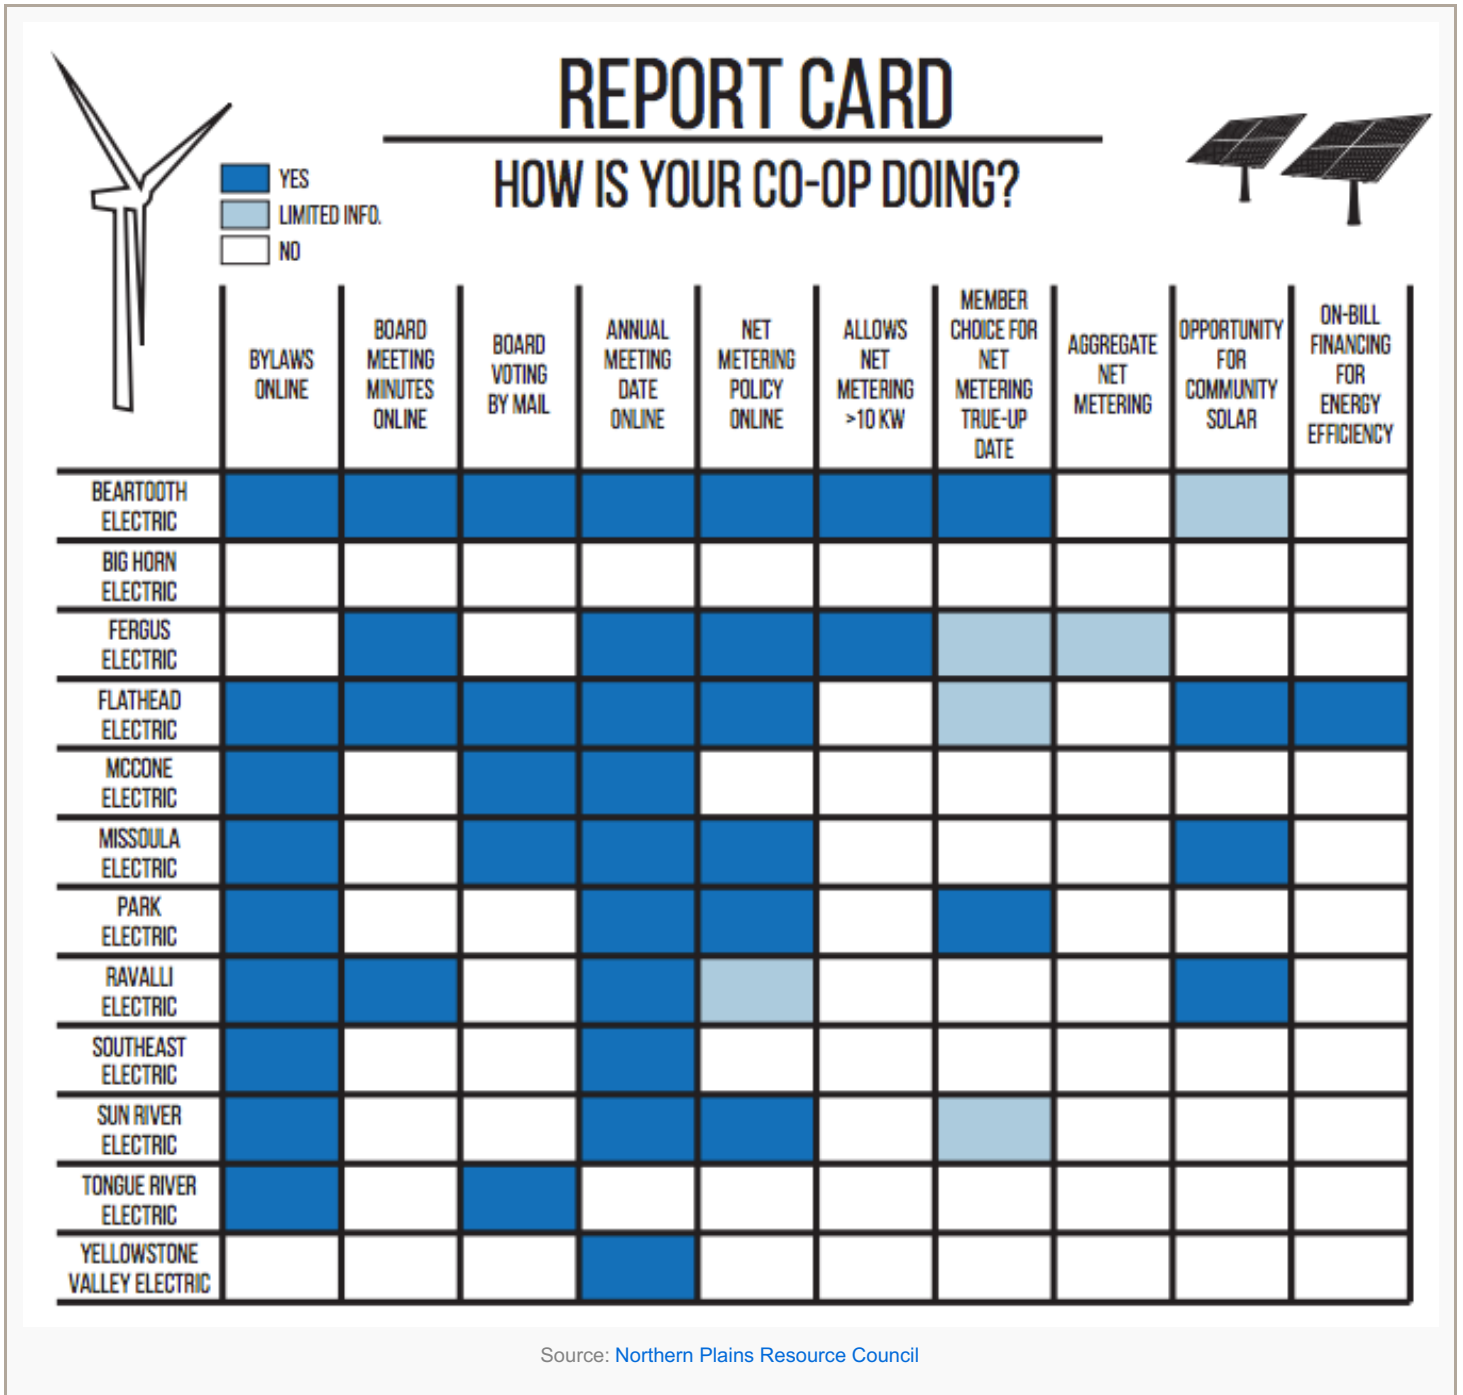 REPORT CARD
HOW IS YOUR CO-OP DOING?
YES
LIMITED INFO.
NO
BYLAWS
ONLINE
BOARD
MEETING
MINUTES
ONLINE
BOARD
VOTING
BY MAIL
ANNUAL
MEETING
DATE
ONLINE
NET
METERING
POLICY
ONLINE
ALLOWS
NET
METERING
>10 KW
MEMBER
CHOICE FOR
NET
METERING
TRUE-UP
DATE
AGGREGATE
NET
METERING
OPPORTUNITY
FOR
COMMUNITY
SOLAR
ON-BILL
FINANCING
FOR
ENERGY
EFFICIENCY
BEARTOOTH
ELECTRIC
BIG HORN
ELECTRIC
FERGUS
ELECTRIC
FLATHEAD
ELECTRIC
MCCONE
ELECTRIC
MISSOULA
ELECTRIC
PARK
ELECTRIC
RAVALLI
ELECTRIC
SOUTHEAST
ELECTRIC
SUN RIVER
ELECTRIC
TONGUE RIVER
ELECTRIC
YELLOWSTONE
VALLEY ELECTRIC
Source: Northern Plains Resource Council